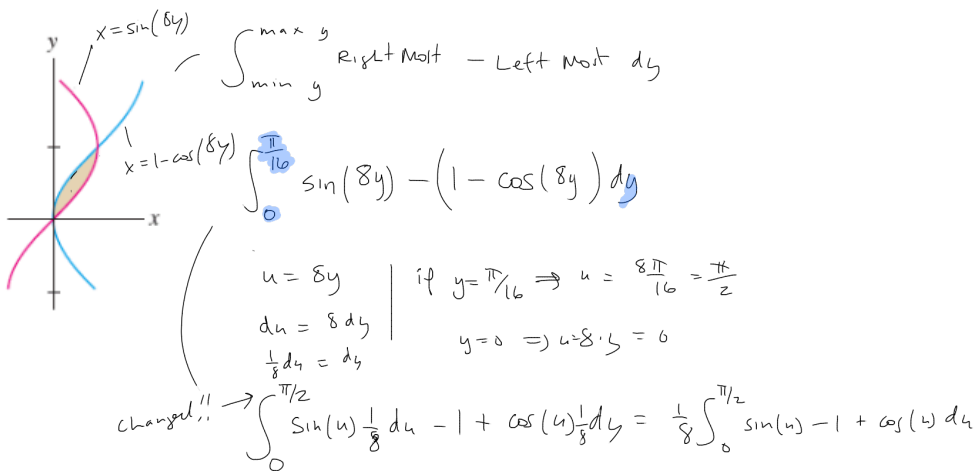 x=sin(8y)
y
∫ max y min y Right Most − Left Most dy
x=1-cos(8y)
∫ π/16 0 sin(8y) − (1 − cos(8y)) dy
x
u = 8y
if y=π/16 ⇒ u = 8π/16 = π/2
du = 8 dy
y=0 ⇒ u=8·y = 0
1/8 du = dy
changed!! → ∫ π/2 0 sin(u) 1/8 du − 1 + cos(u) 1/8 dy = 1/8 ∫ π/2 0 sin(u) − 1 + cos(u) du